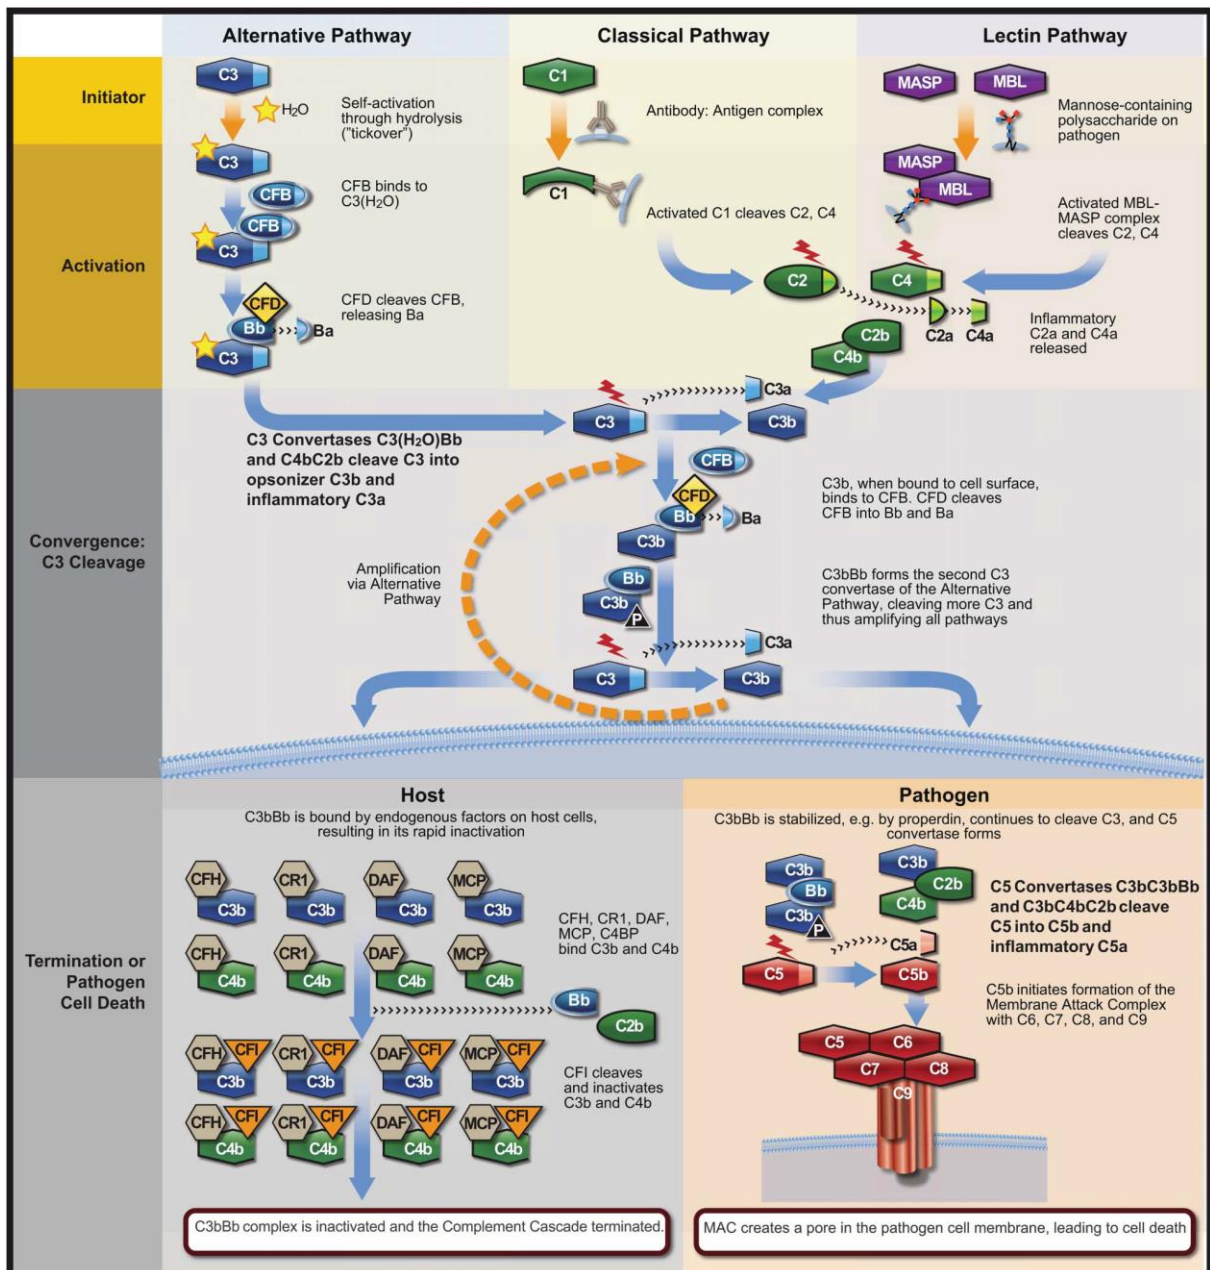 Alternative Pathway
Classical Pathway
Lectin Pathway
Initiator
C3
H₂O
Self-activation
through hydrolysis
("tickover")
C1
Antibody: Antigen complex
MASP
MBL
Mannose-containing
polysaccharide on
pathogen
Activation
C3
CFB
CFB binds to
C3(H₂O)
CFB
C3
CFD cleaves CFB,
releasing Ba
CFD
Bb
Ba
C3
C1
Activated C1 cleaves C2, C4
MASP
MBL
Activated MBL-
MASP complex
cleaves C2, C4
C2
C4
C2a
C4a
Inflammatory
C2a and C4a
released
C2b
C4b
Convergence:
C3 Cleavage
C3a
C3
C3b
C3 Convertases C3(H₂O)Bb
and C4bC2b cleave C3 into
opsonizer C3b and
inflammatory C3a
CFB
CFD
Bb
Ba
C3b
C3b, when bound to cell surface,
binds to CFB. CFD cleaves
CFB into Bb and Ba
Amplification
via Alternative
Pathway
Bb
C3b
P
C3bBb forms the second C3
convertase of the Alternative
Pathway, cleaving more C3 and
thus amplifying all pathways
C3a
C3
C3b
Termination or
Pathogen
Cell Death
Host
C3bBb is bound by endogenous factors on host cells,
resulting in its rapid inactivation
CFH
CR1
DAF
MCP
C3b
C3b
C3b
C3b
CFH, CR1, DAF,
MCP, C4BP
bind C3b and C4b
CFH
CR1
DAF
MCP
C4b
C4b
C4b
C4b
Bb
C2b
CFH
CFI
CR1
CFI
DAF
CFI
MCP
CFI
C3b
C3b
C3b
C3b
CFI cleaves
and inactivates
C3b and C4b
CFH
CFI
CR1
CFI
DAF
CFI
MCP
CFI
C4b
C4b
C4b
C4b
C3bBb complex is inactivated and the Complement Cascade terminated.
Pathogen
C3bBb is stabilized, e.g. by properdin, continues to cleave C3, and C5
convertase forms
C3b
Bb
C3b
P
C3b
C2b
C4b
C5 Convertases C3bC3bBb
and C3bC4bC2b cleave
C5 into C5b and
inflammatory C5a
C5a
C5
C5b
C5b initiates formation of the
Membrane Attack Complex
with C6, C7, C8, and C9
C5
C6
C7
C8
C9
MAC creates a pore in the pathogen cell membrane, leading to cell death